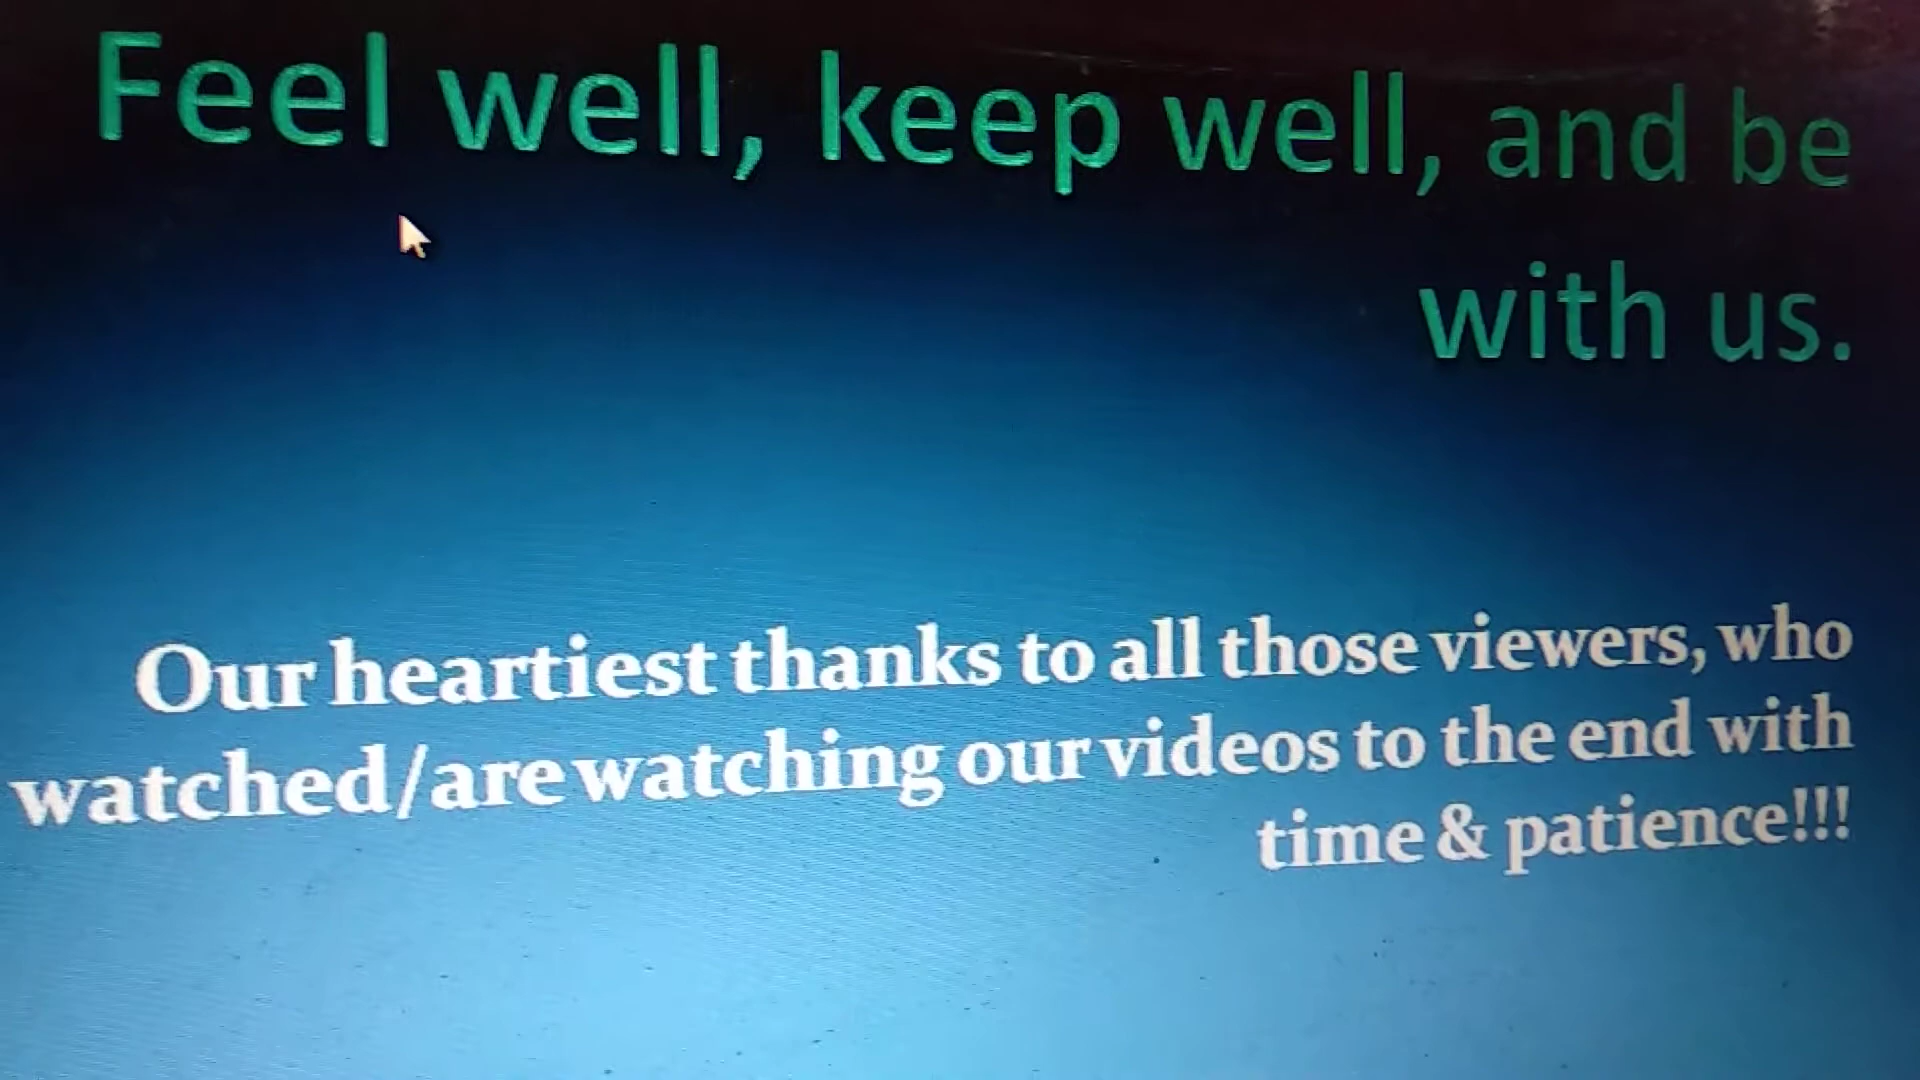 Feel well, keep well, and be
with us.
Our heartiest thanks to all those viewers, who
watched/are watching our videos to the end with
time & patience!!!